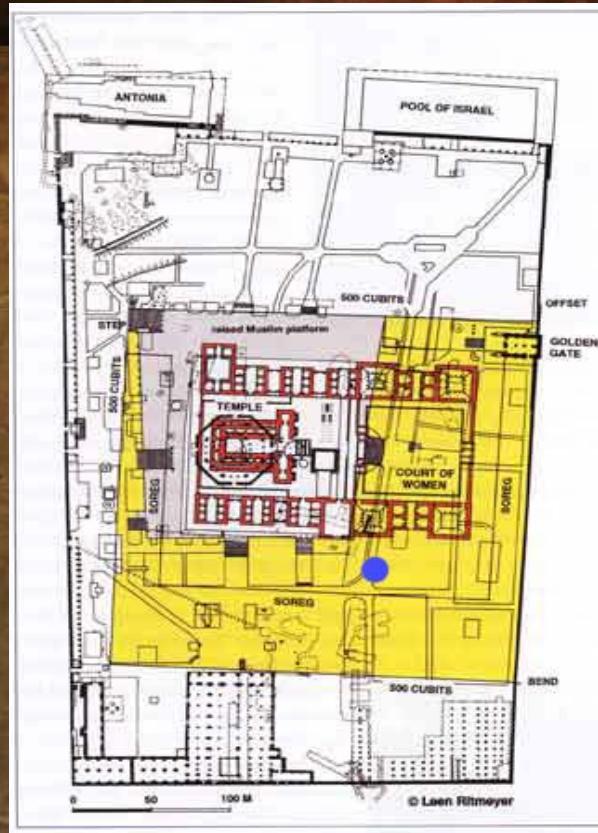 ANTONIA
POOL OF ISRAEL
500 CUBITS
OFFSET
STEP
raised Muslim platform
GOLDEN
GATE
500 CUBITS
TEMPLE
COURT OF
WOMEN
SOREG
SOREG
SOREG
500 CUBITS
BEND
0 50 100 M
© Leen Ritmeyer